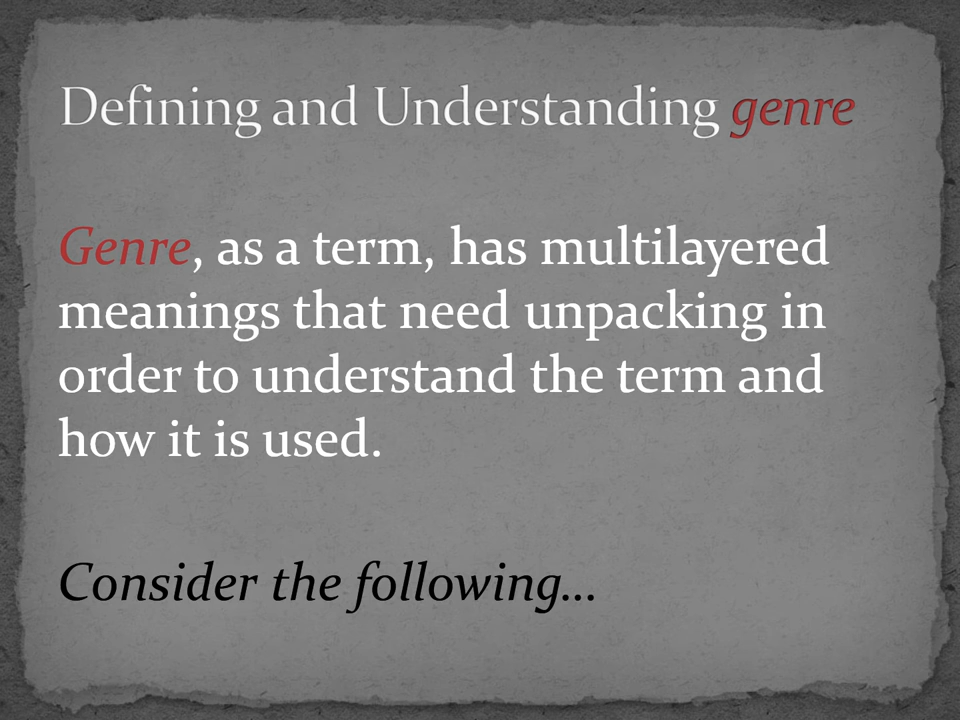 Defining and Understanding genre
Genre, as a term, has multilayered
meanings that need unpacking in
order to understand the term and
how it is used.
Consider the following...